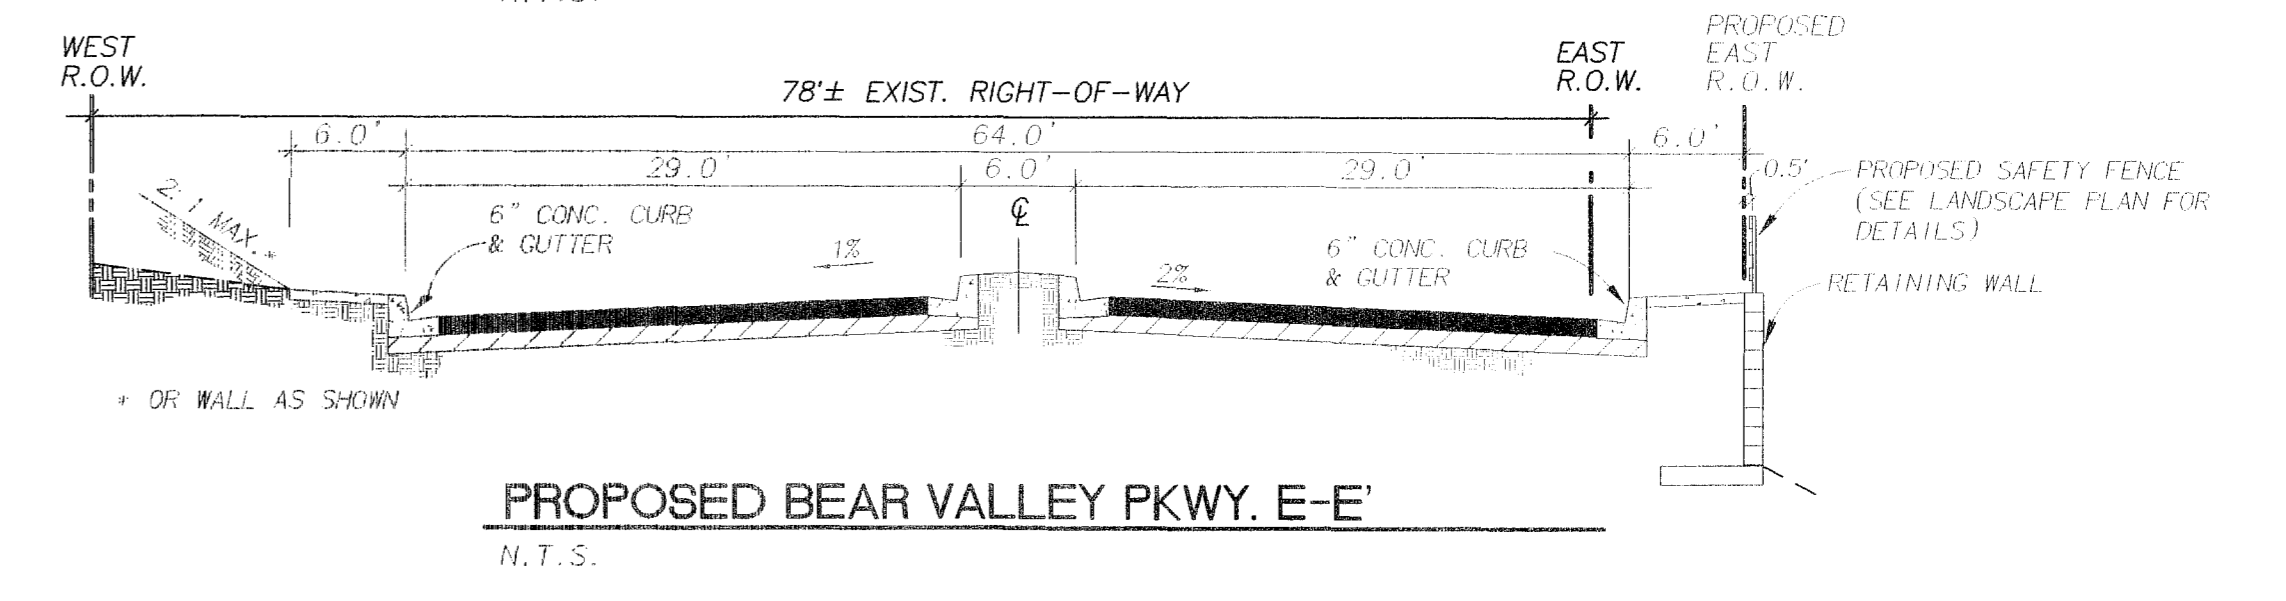 WEST
R.O.W.
78'± EXIST. RIGHT-OF-WAY
EAST
R.O.W.
PROPOSED
EAST
R.O.W.
6.0'
64.0'
6.0'
29.0'
6.0'
29.0'
0.5'
PROPOSED SAFETY FENCE
(SEE LANDSCAPE PLAN FOR
DETAILS)
2:1 MAX.*
6" CONC. CURB
& GUTTER
1%
2%
6" CONC. CURB
& GUTTER
RETAINING WALL
* OR WALL AS SHOWN
PROPOSED BEAR VALLEY PKWY. E-E'
N.T.S.